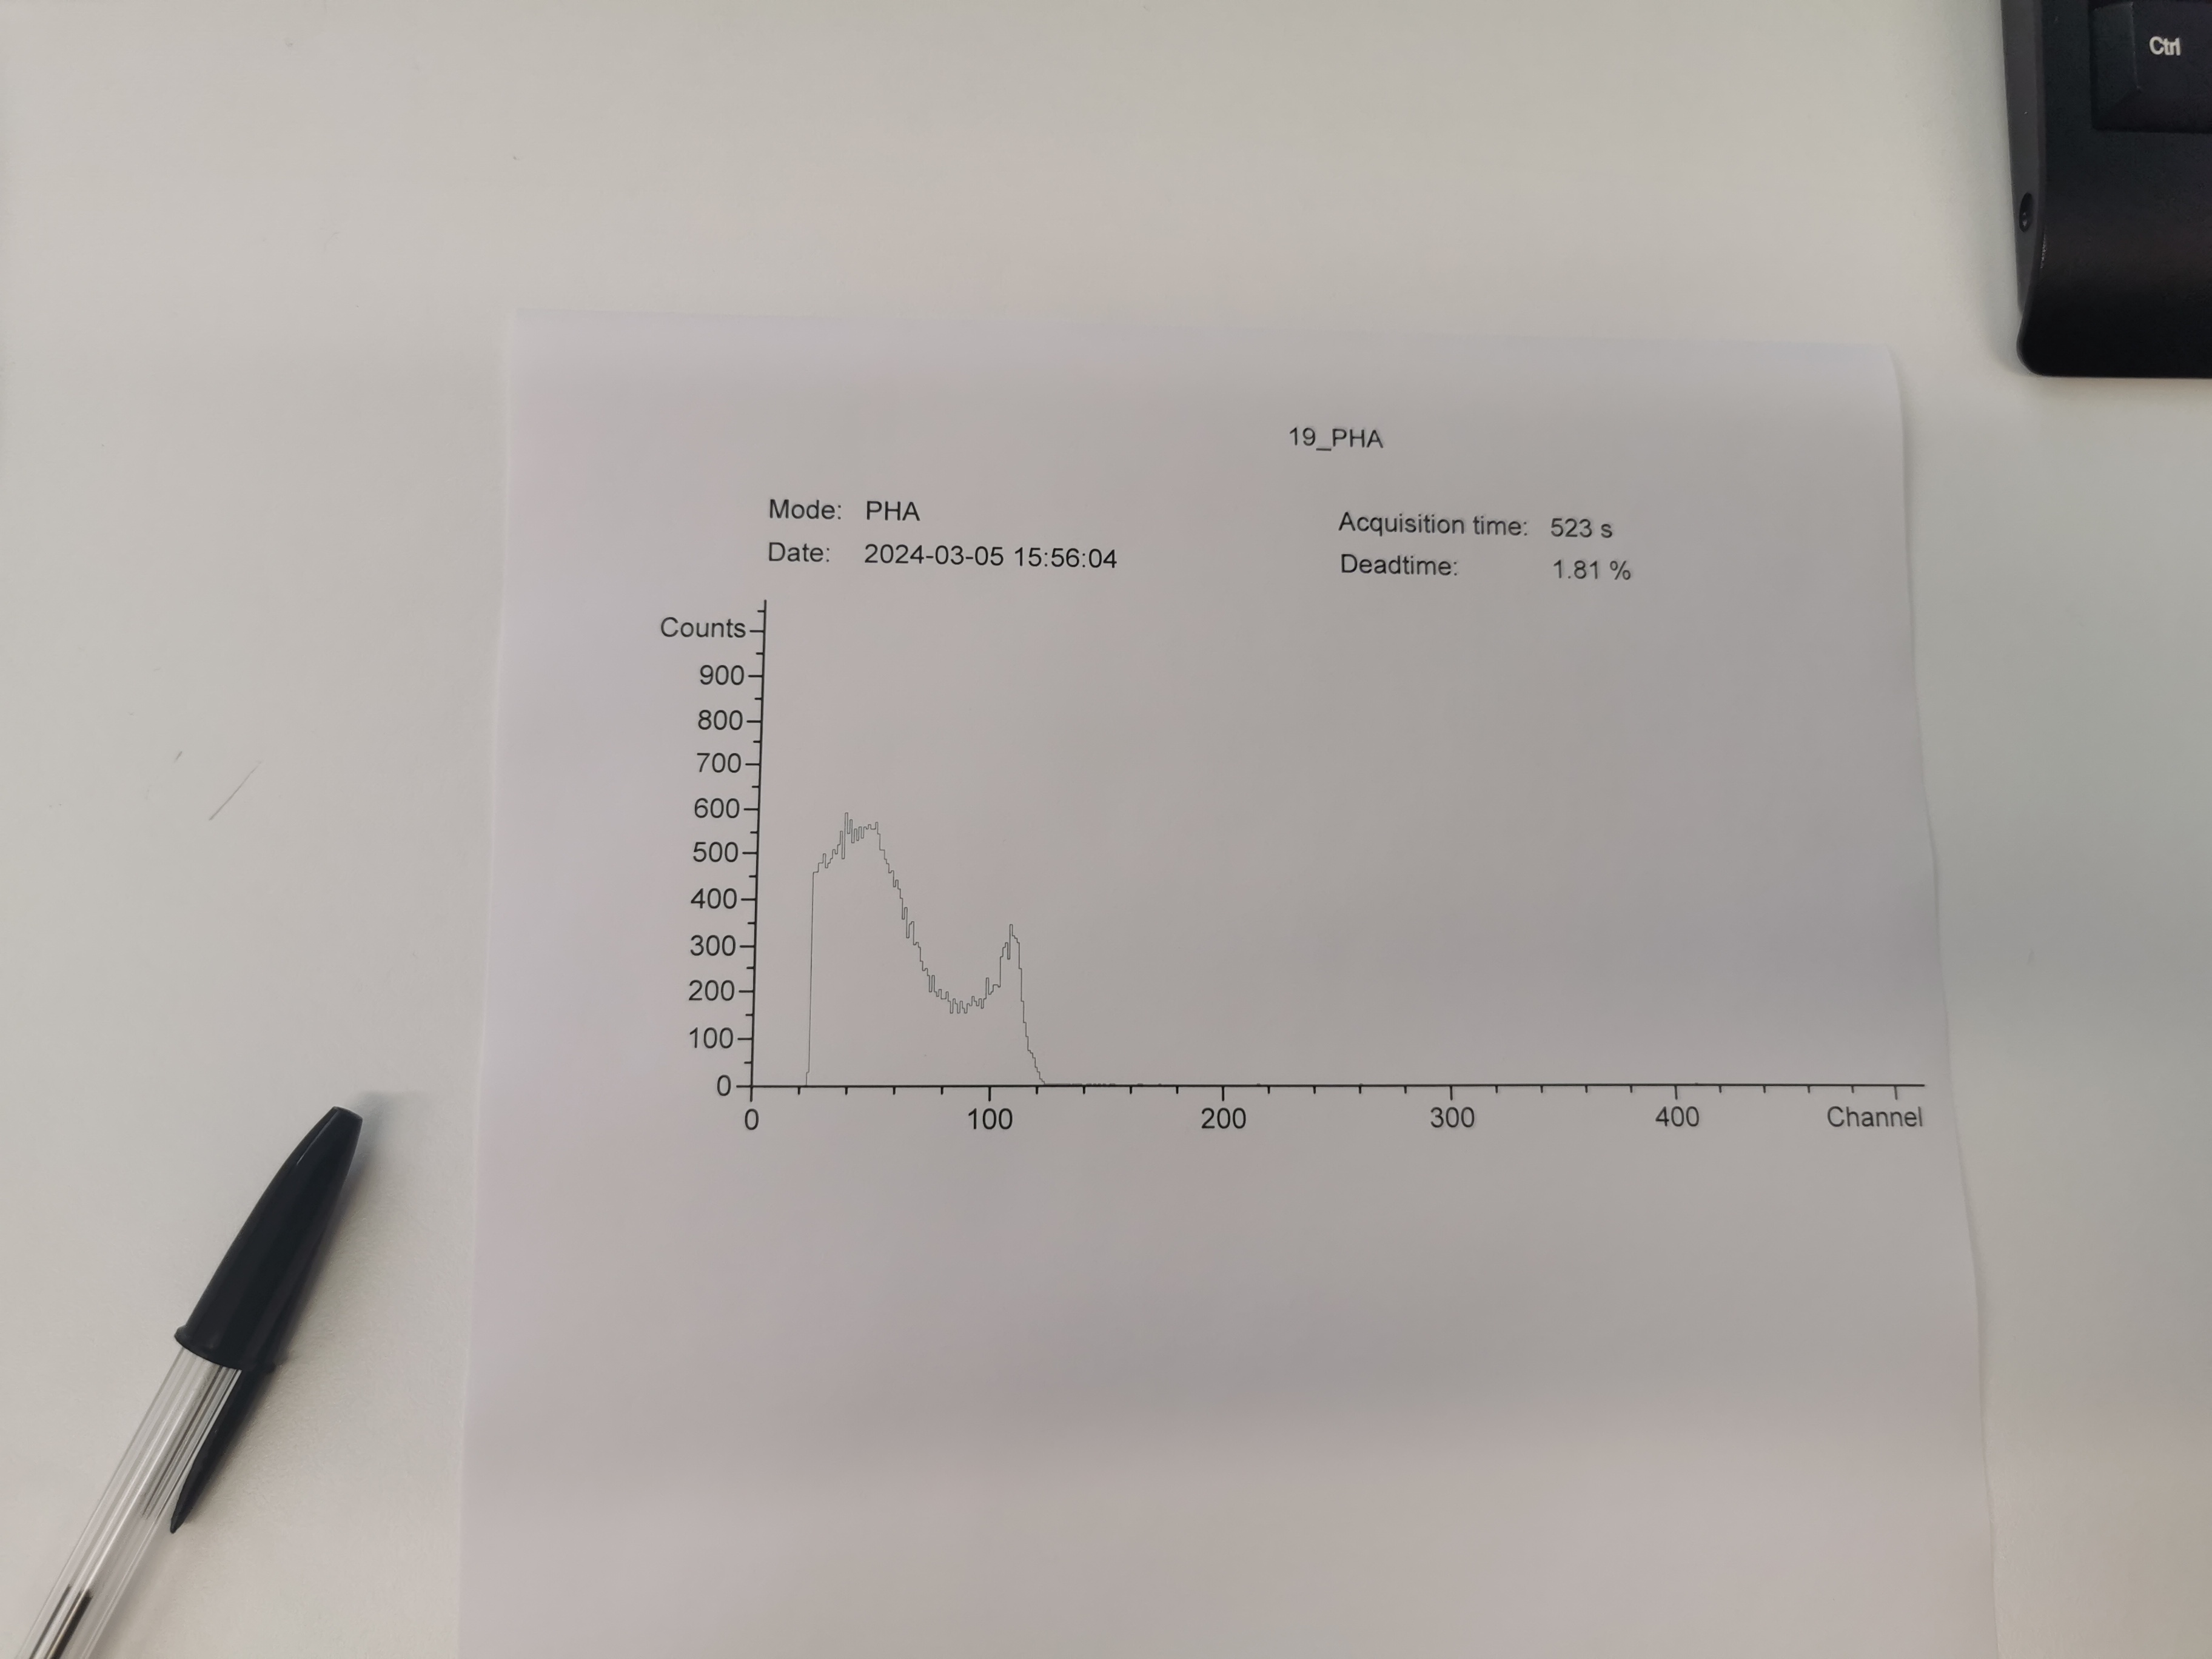 Ctrl
19_PHA
Mode: PHA
Acquisition time: 523 s
Date: 2024-03-05 15:56:04
Deadtime: 1.81 %
Counts
900
800
700
600
500
400
300
200
100
0
0 100 200 300 400 Channel